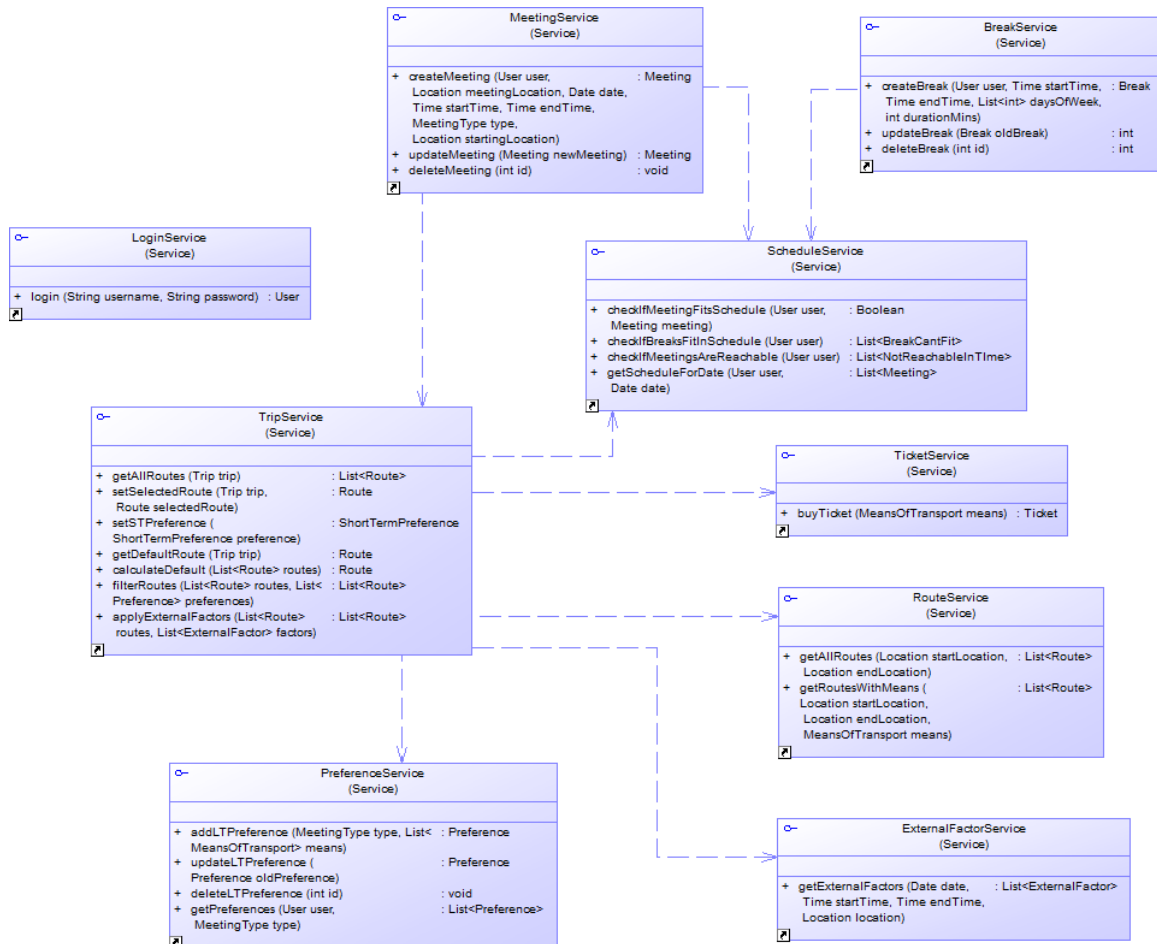 MeetingService
(Service)
+ createMeeting (User user, : Meeting
Location meetingLocation, Date date,
Time startTime, Time endTime,
MeetingType type,
Location startingLocation)
+ updateMeeting (Meeting newMeeting) : Meeting
+ deleteMeeting (int id) : void
BreakService
(Service)
+ createBreak (User user, Time startTime, : Break
Time endTime, List<int> daysOfWeek,
int durationMins)
+ updateBreak (Break oldBreak) : int
+ deleteBreak (int id) : int
LoginService
(Service)
+ login (String username, String password) : User
ScheduleService
(Service)
+ checkIfMeetingFitsSchedule (User user, : Boolean
Meeting meeting)
+ checkIfBreaksFitInSchedule (User user) : List<BreakCantFit>
+ checkIfMeetingsAreReachable (User user) : List<NotReachableInTIme>
+ getScheduleForDate (User user, : List<Meeting>
Date date)
TripService
(Service)
+ getAllRoutes (Trip trip) : List<Route>
+ setSelectedRoute (Trip trip, : Route
Route selectedRoute)
+ setSTPreference ( : ShortTermPreference
ShortTermPreference preference)
+ getDefaultRoute (Trip trip) : Route
+ calculateDefault (List<Route> routes) : Route
+ filterRoutes (List<Route> routes, List< : List<Route>
Preference> preferences)
+ applyExternalFactors (List<Route> : List<Route>
routes, List<ExternalFactor> factors)
TicketService
(Service)
+ buyTicket (MeansOfTransport means) : Ticket
RouteService
(Service)
+ getAllRoutes (Location startLocation, : List<Route>
Location endLocation)
+ getRoutesWithMeans ( : List<Route>
Location startLocation,
Location endLocation,
MeansOfTransport means)
PreferenceService
(Service)
+ addLTPreference (MeetingType type, List< : Preference
MeansOfTransport> means)
+ updateLTPreference ( : Preference
Preference oldPreference)
+ deleteLTPreference (int id) : void
+ getPreferences (User user, : List<Preference>
MeetingType type)
ExternalFactorService
(Service)
+ getExternalFactors (Date date, : List<ExternalFactor>
Time startTime, Time endTime,
Location location)